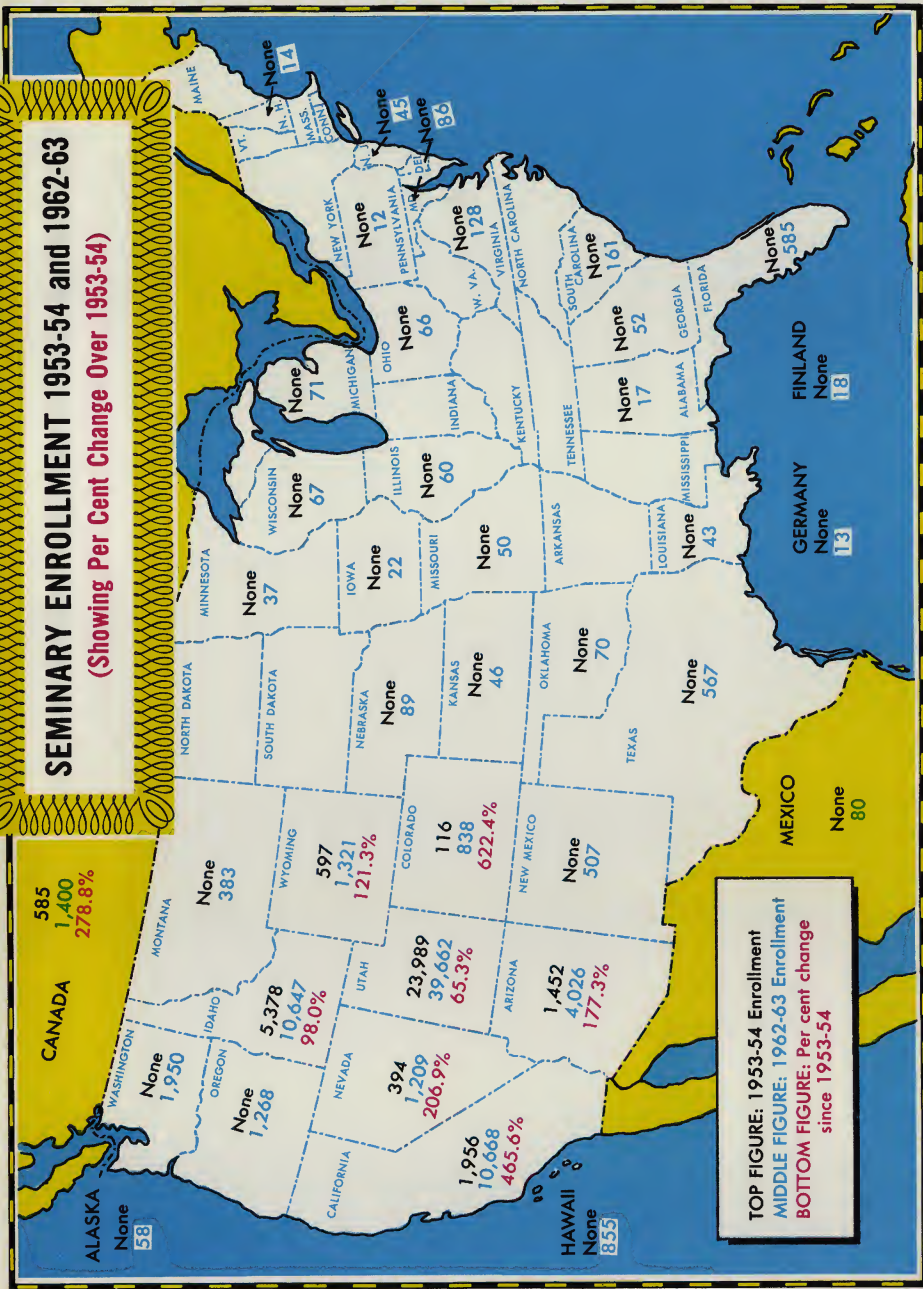 SEMINARY ENROLLMENT 1953-54 and 1962-63
(Showing Per Cent Change Over 1953-54)
CANADA
585
1,400
278.8%
ALASKA
None
58
WASHINGTON
None
1,950
OREGON
None
1,268
CALIFORNIA
1,956
10,668
465.6%
NEVADA
394
1,209
206.9%
IDAHO
5,378
10,647
98.0%
MONTANA
None
383
WYOMING
597
1,321
121.3%
UTAH
23,989
39,662
65.3%
COLORADO
116
838
622.4%
ARIZONA
1,452
4,026
177.3%
NEW MEXICO
None
507
NORTH DAKOTA
SOUTH DAKOTA
NEBRASKA
None
89
KANSAS
None
46
OKLAHOMA
None
70
TEXAS
None
567
MINNESOTA
None
37
IOWA
None
22
MISSOURI
None
50
ARKANSAS
LOUISIANA
None
43
WISCONSIN
None
67
ILLINOIS
None
60
MICHIGAN
None
71
INDIANA
OHIO
None
66
KENTUCKY
TENNESSEE
MISSISSIPPI
ALABAMA
None
17
GEORGIA
None
52
FLORIDA
None
585
SOUTH
CAROLINA
None
161
NORTH CAROLINA
VIRGINIA
None
128
W. VA.
PENNSYLVANIA
None
12
NEW YORK
MD.
DEL.
None
86
N. J.
None
45
CONN.
MASS.
N. H.
None
14
VT.
MAINE
HAWAII
None
855
MEXICO
None
80
GERMANY
None
13
FINLAND
None
18
TOP FIGURE: 1953-54 Enrollment
MIDDLE FIGURE: 1962-63 Enrollment
BOTTOM FIGURE: Per cent change
since 1953-54